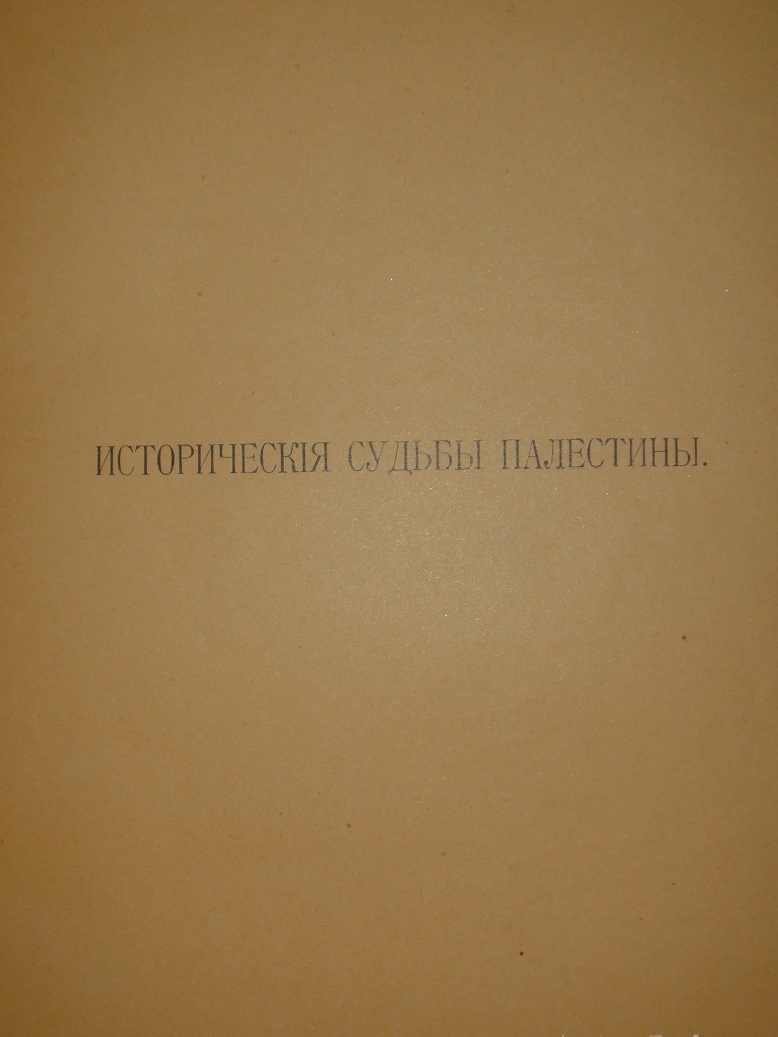 ИСТОРИЧЕСКІЯ СУДЬБЫ ПАЛЕСТИНЫ.